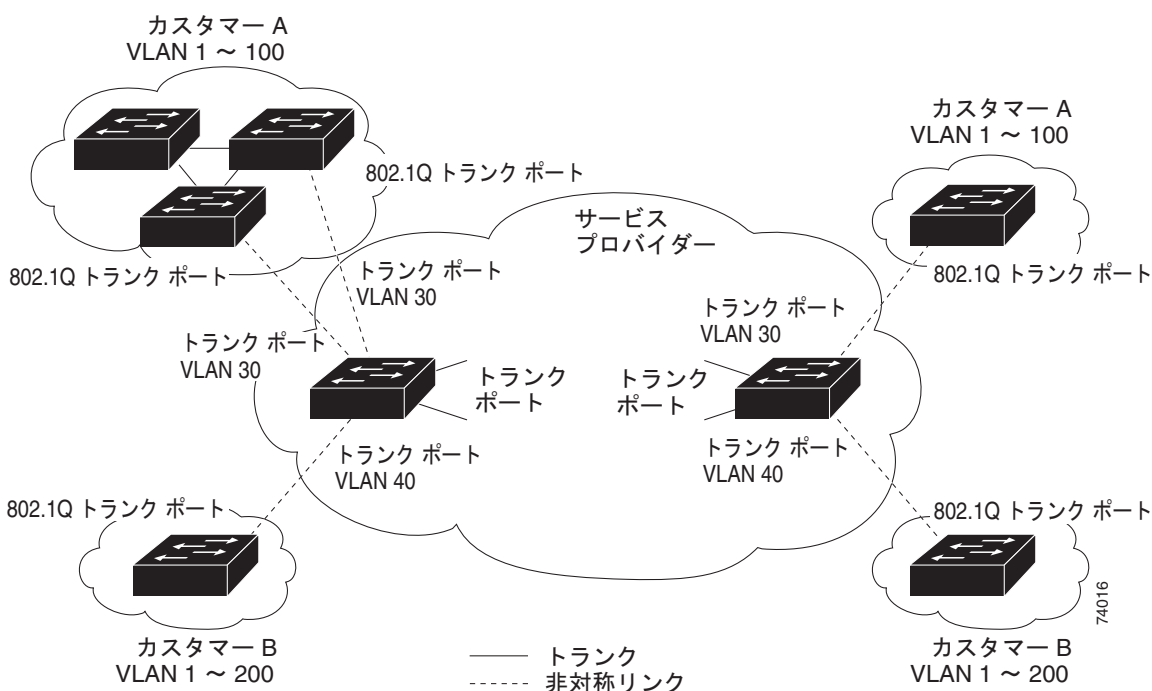 カスタマー A
VLAN 1 ～ 100
カスタマー A
VLAN 1 ～ 100
802.1Q トランク ポート
サービス
プロバイダー
802.1Q トランク ポート
トランク ポート
VLAN 30
802.1Q トランク ポート
トランク ポート
VLAN 30
トランク ポート
VLAN 30
トランク
ポート
トランク
ポート
トランク ポート
VLAN 40
トランク ポート
VLAN 40
802.1Q トランク ポート
802.1Q トランク ポート
74016
カスタマー B
VLAN 1 ～ 200
カスタマー B
VLAN 1 ～ 200
トランク
非対称リンク